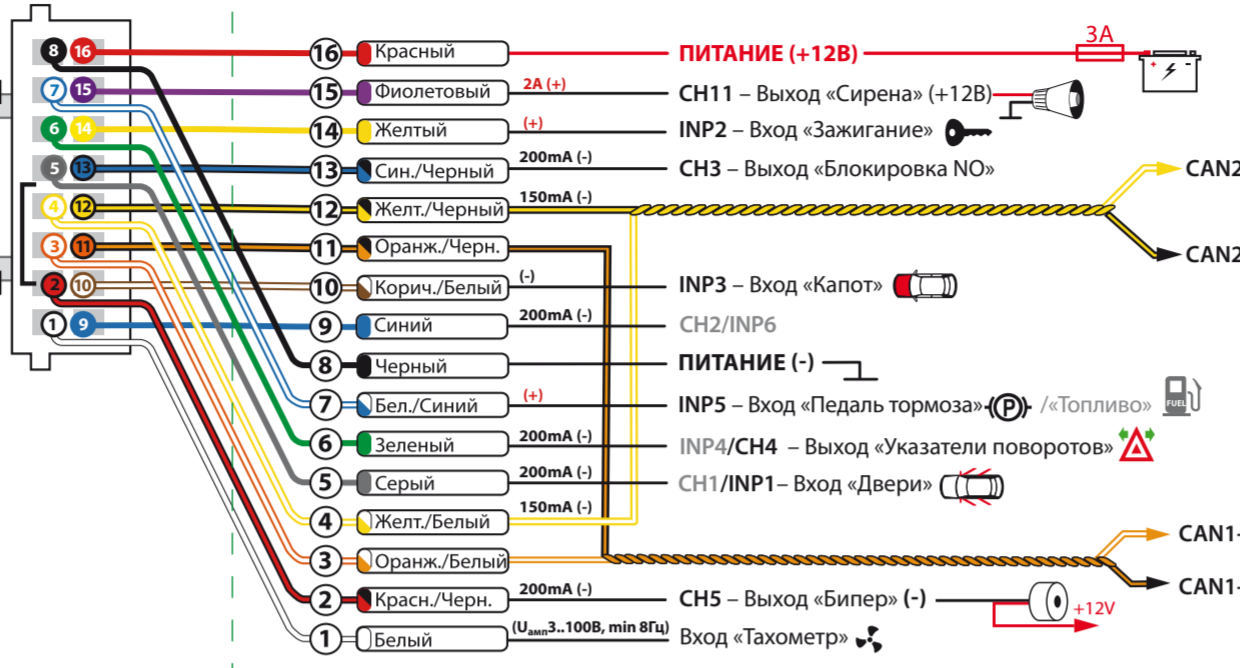 3А
8 16 16 Красный ПИТАНИЕ (+12В)
7 15 15 Фиолетовый 2А (+) CH11 – Выход «Сирена» (+12В)
6 14 14 Желтый (+) INP2 – Вход «Зажигание»
5 13 13 Син./Черный 200mA (-) CH3 – Выход «Блокировка NO» CAN2
4 12 12 Желт./Черный 150mA (-)
3 11 11 Оранж./Черн. CAN2
2 10 10 Корич./Белый (-) INP3 – Вход «Капот»
1 9 9 Синий 200mA (-) CH2/INP6
8 Черный ПИТАНИЕ (-)
7 Бел./Синий (+) INP5 – Вход «Педаль тормоза» (P) /«Топливо» FUEL
6 Зеленый 200mA (-) INP4/CH4 – Выход «Указатели поворотов»
5 Серый 200mA (-) CH1/INP1– Вход «Двери»
4 Желт./Белый 150mA (-)
3 Оранж./Белый CAN1-
2 Красн./Черн. 200mA (-) CH5 – Выход «Бипер» (-) CAN1-
+12V
1 Белый (Uамп3..100В, min 8Гц) Вход «Тахометр»